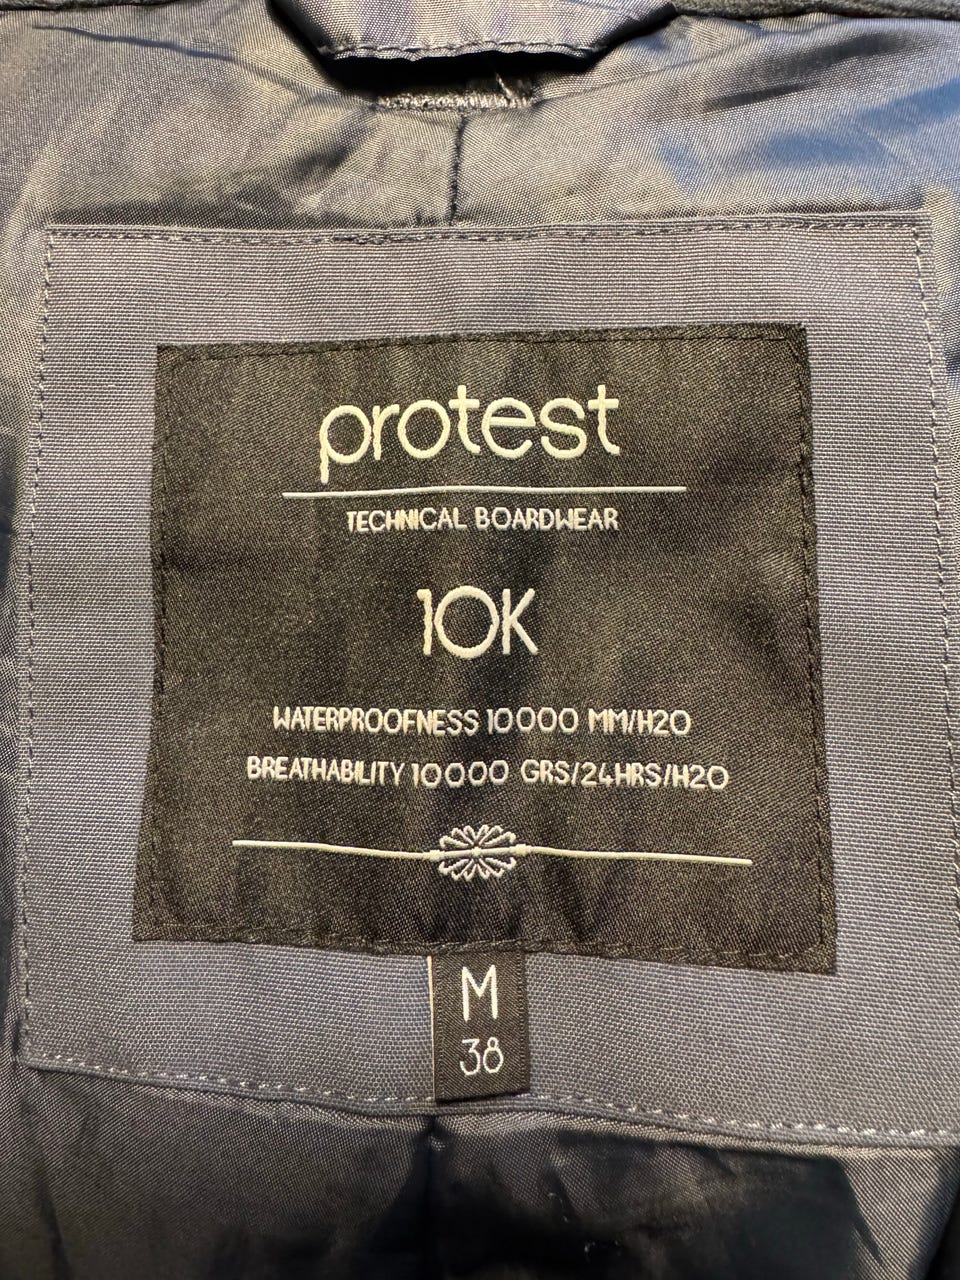 protest
TECHNICAL BOARDWEAR
10K
WATERPROOFNESS 10000 MM/H2O
BREATHABILITY 10000 GRS/24HRS/H2O
M
38